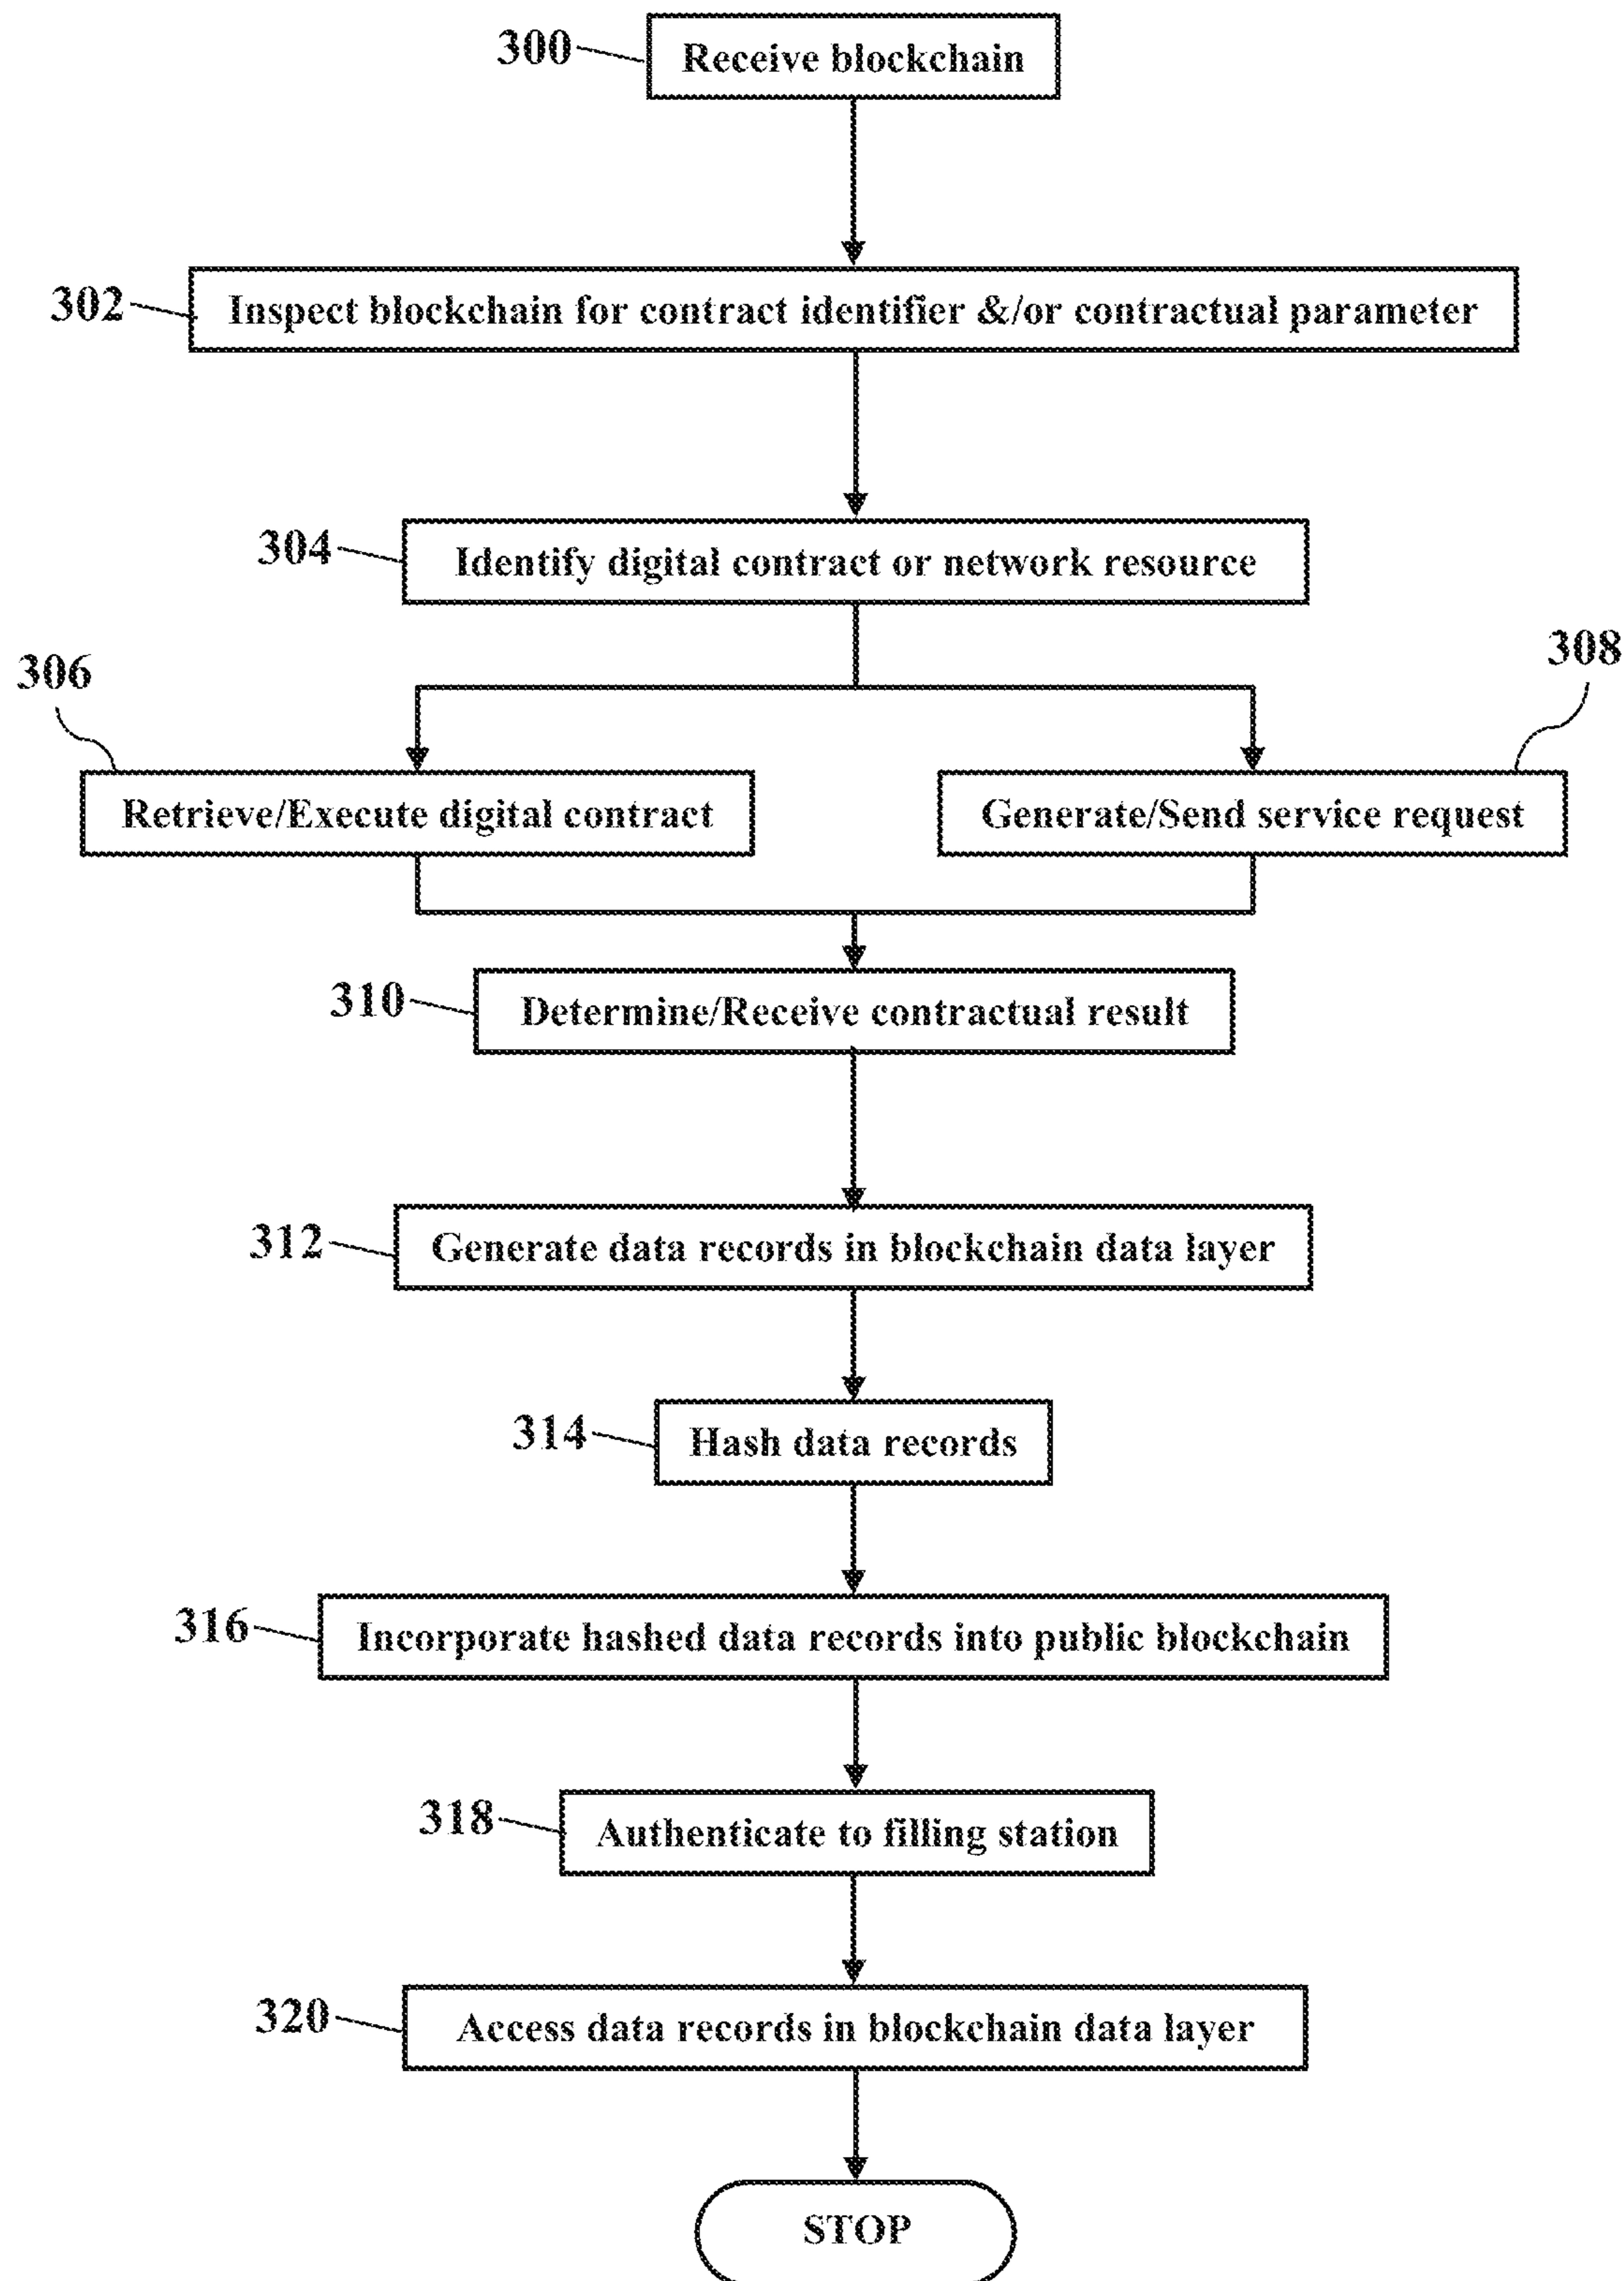 300 Receive blockchain
302 Inspect blockchain for contract identifier &/or contractual parameter
304 Identify digital contract or network resource
306 308
Retrieve/Execute digital contract Generate/Send service request
310 Determine/Receive contractual result
312 Generate data records in blockchain data layer
314 Hash data records
316 Incorporate hashed data records into public blockchain
318 Authenticate to filling station
320 Access data records in blockchain data layer
STOP